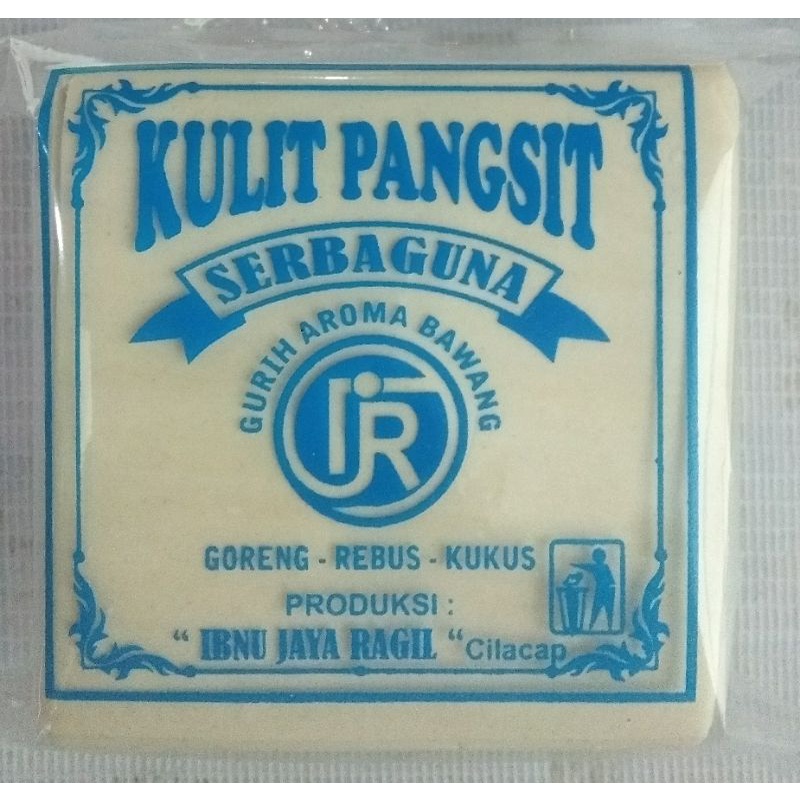 KULIT PANGSIT
SERBAGUNA
GURIH AROMA BAWANG
IJR
GORENG - REBUS - KUKUS
PRODUKSI :
“ IBNU JAYA RAGIL “ Cilacap